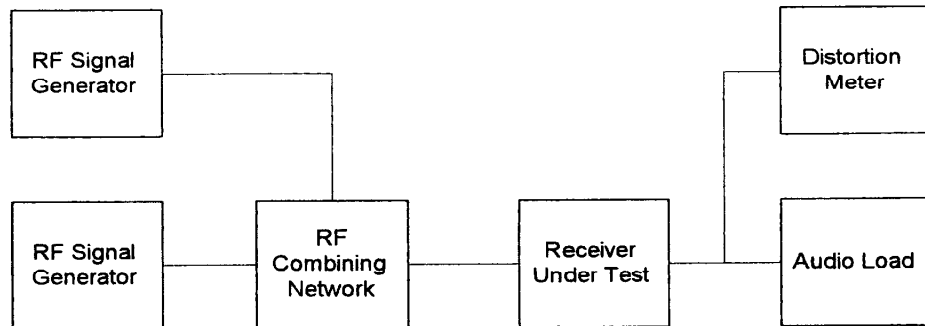 RF Signal
Generator
Distortion
Meter
RF Signal
Generator
RF
Combining
Network
Receiver
Under Test
Audio Load